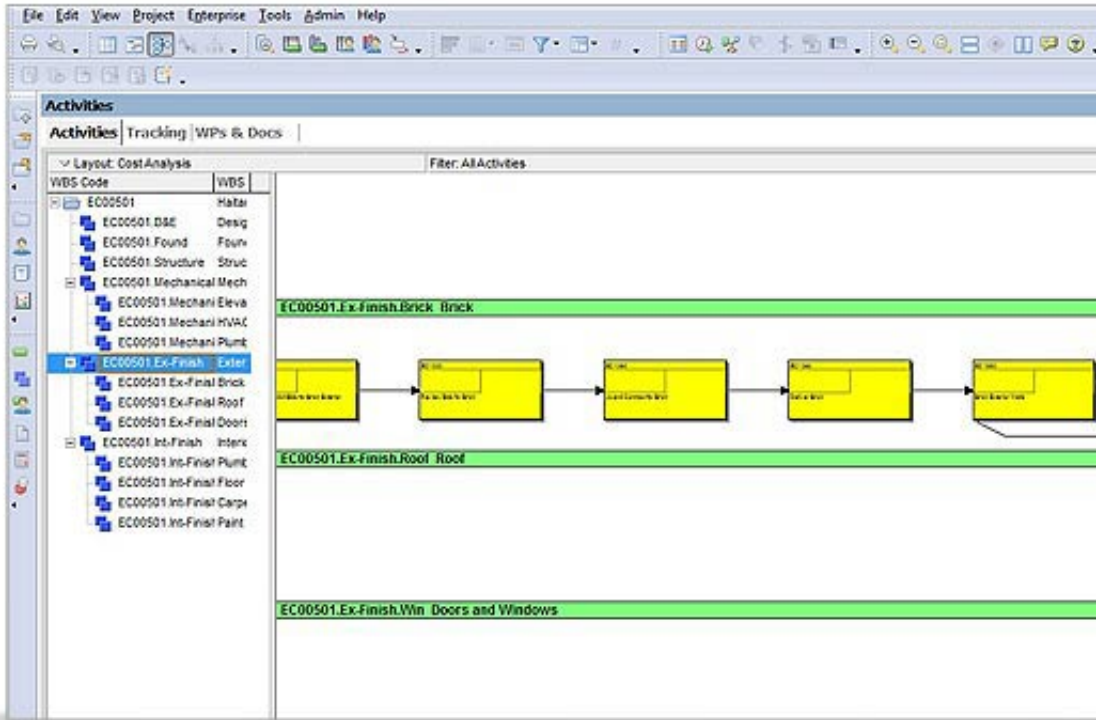 File Edit View Project Enterprise Tools Admin Help
Activities
Activities Tracking WPs & Docs
Layout: Cost Analysis Filter: All Activities
WBS Code WBS
EC00501 Haitai
EC00501.D&E Desig
EC00501.Found Foun
EC00501.Structure Struc
EC00501.Mechanical Mech
EC00501.Mechani Eleva
EC00501.Mechani HVAC
EC00501.Mechani Plumb
EC00501.Ex-Finish Exter
EC00501.Ex-Finisl Brick
EC00501.Ex-Finisl Roof
EC00501.Ex-Finisl Doors
EC00501.Int-Finish Interi
EC00501.Int-Finisl Plumb
EC00501.Int-Finisl Floor
EC00501.Int-Finisl Carpe
EC00501.Int-Finisl Paint
EC00501.Ex-Finish.Brick Brick
EC00501.Ex-Finish.Roof Roof
EC00501.Ex-Finish.Win Doors and Windows